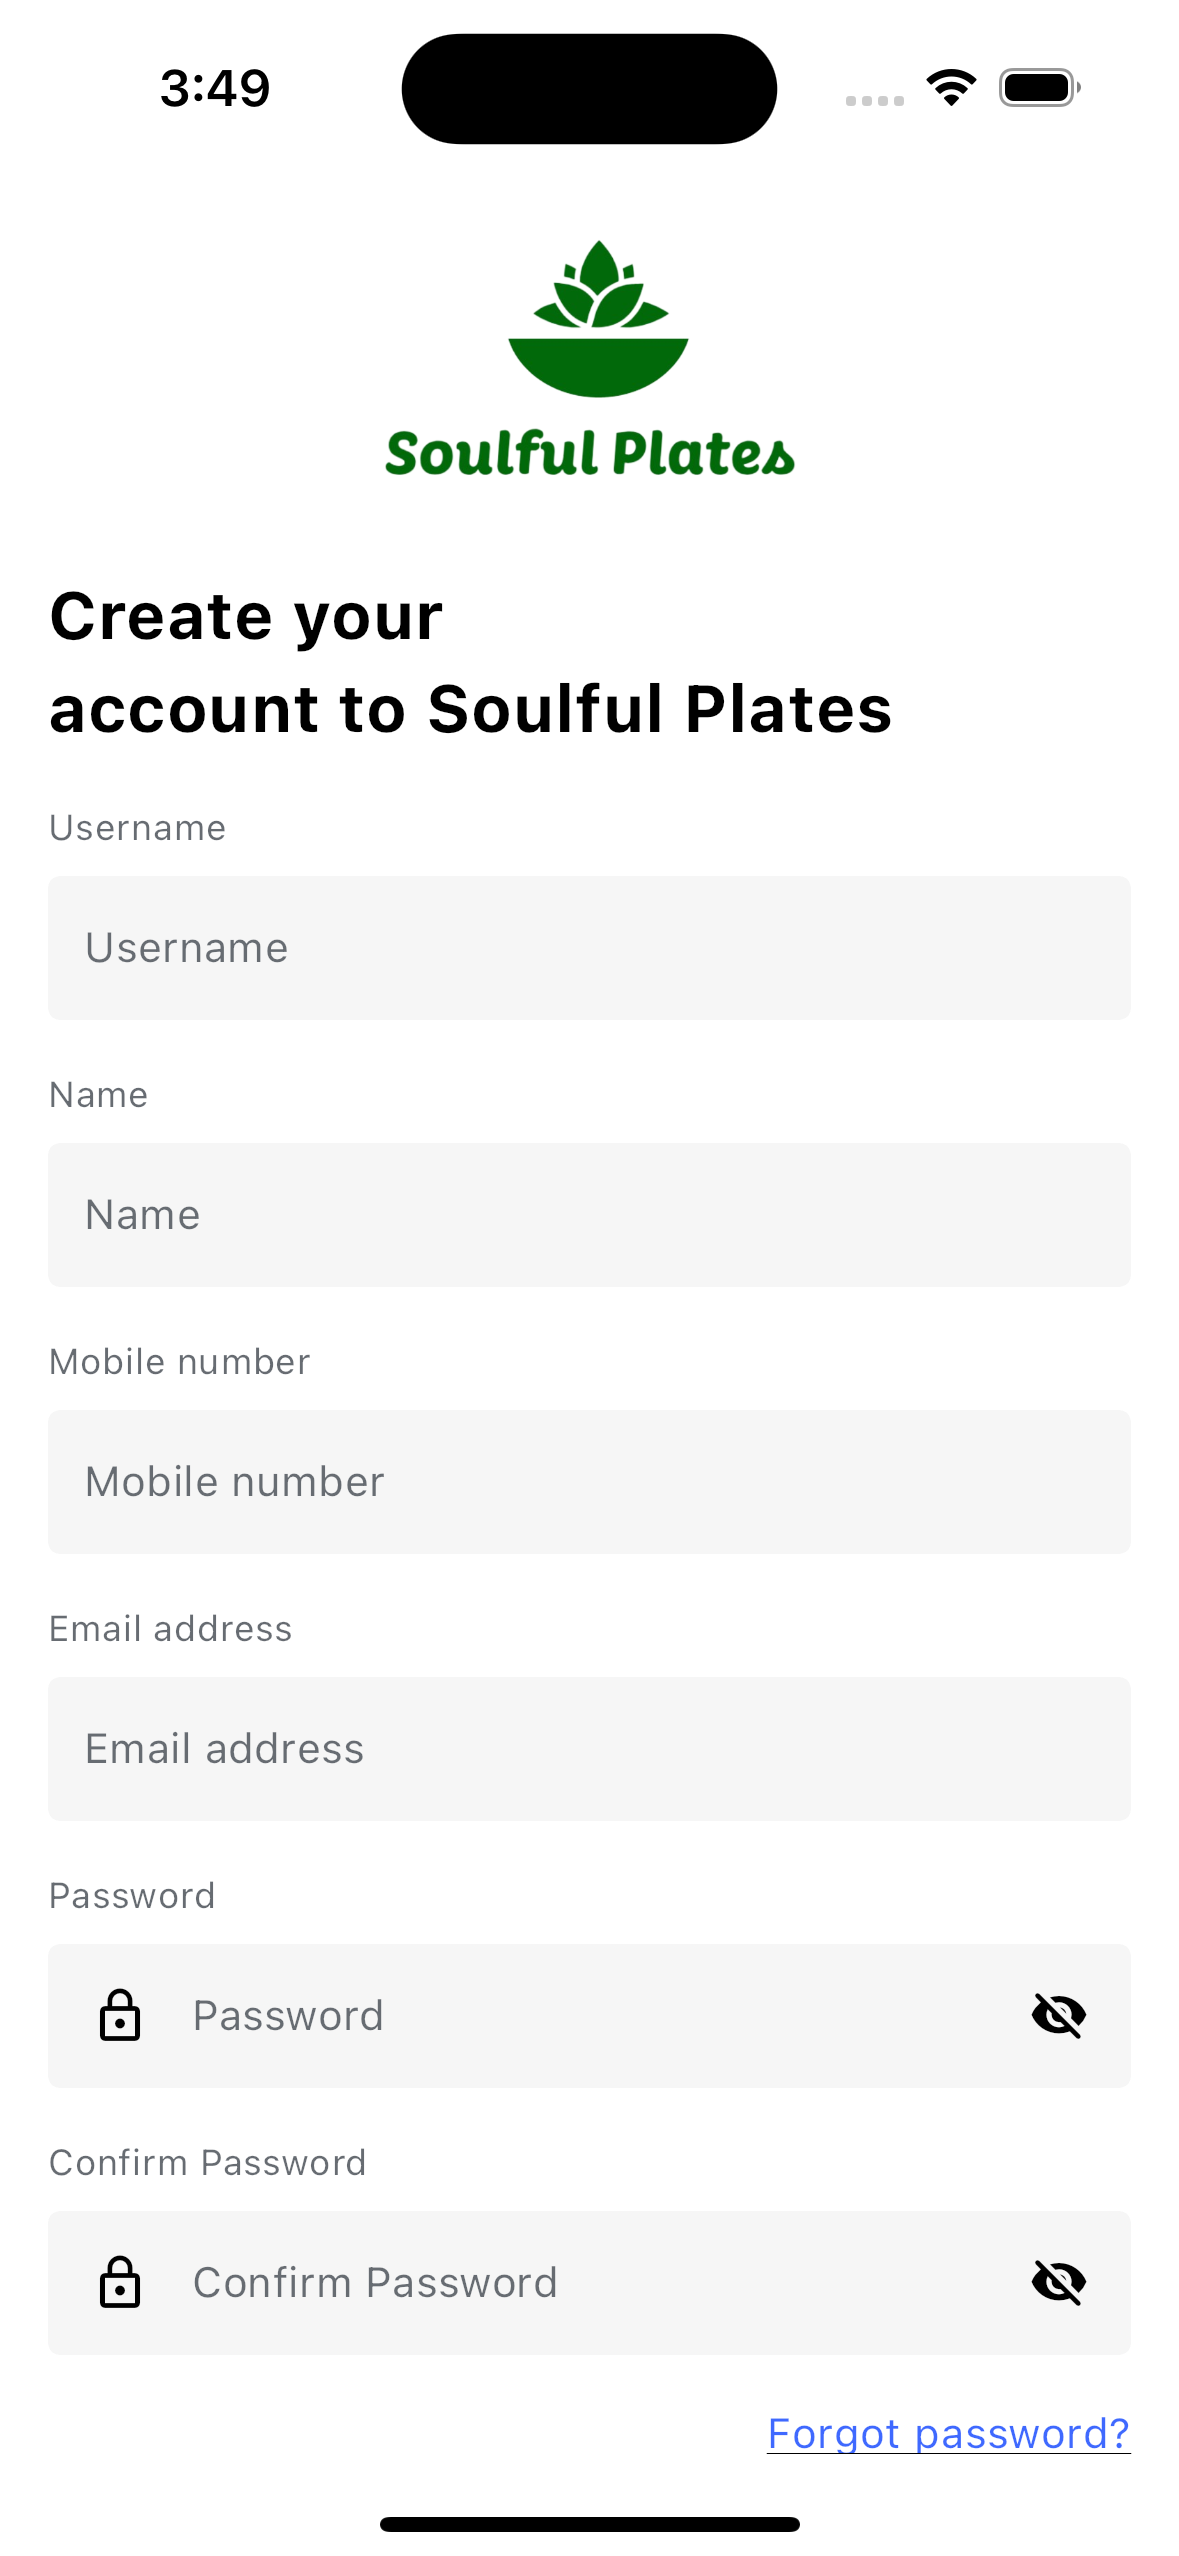 3:49
Soulful Plates
Create your
account to Soulful Plates
Username
Username
Name
Name
Mobile number
Mobile number
Email address
Email address
Password
Password
Confirm Password
Confirm Password
Forgot password?